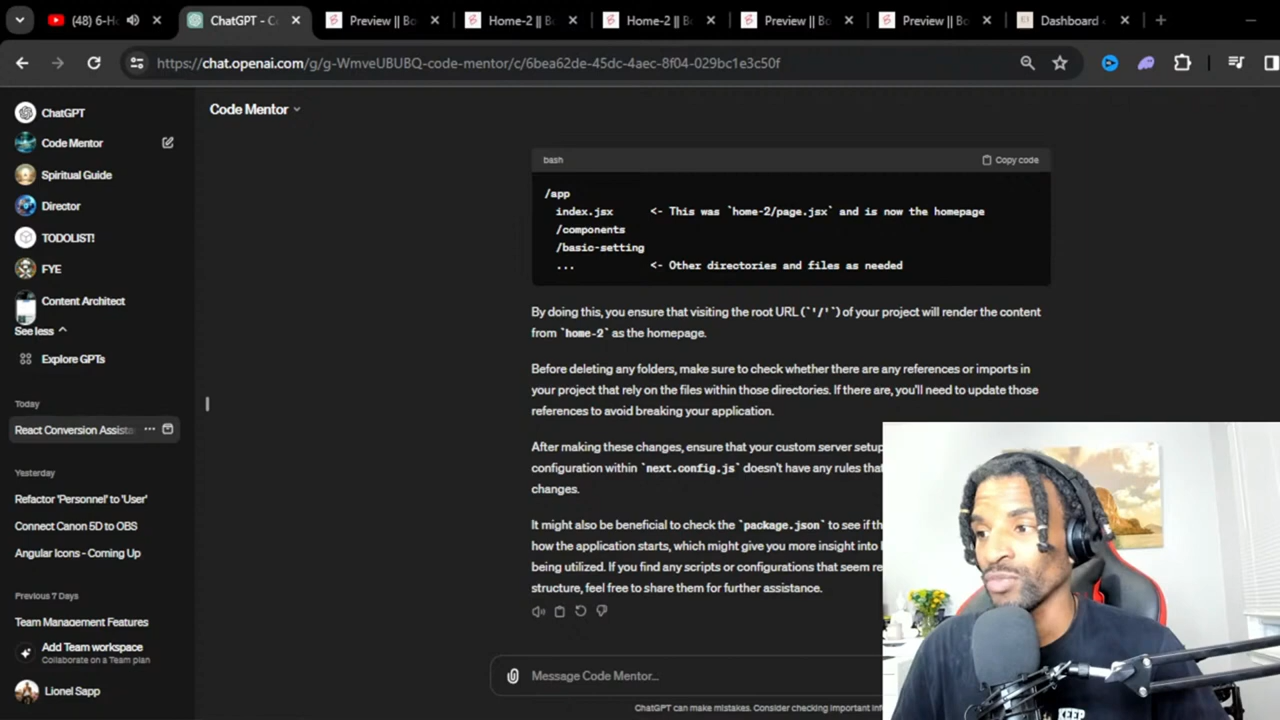 (48) 6-H
ChatGPT - C
Preview || Bo
Home-2 || B
Home-2 || B
Preview || Bo
Preview || Bo
Dashboard
https://chat.openai.com/g/g-WmveUBUBQ-code-mentor/c/6bea62de-45dc-4aec-8f04-029bc1e3c50f
ChatGPT
Code Mentor
Spiritual Guide
Director
TODOLIST!
FYE
Content Architect
See less
Explore GPTs
Today
React Conversion Assista
Yesterday
Refactor 'Personnel' to 'User'
Connect Canon 5D to OBS
Angular Icons - Coming Up
Previous 7 Days
Team Management Features
Add Team workspace
Collaborate on a Team plan
Lionel Sapp
Code Mentor
bash
Copy code
/app
index.jsx <- This was `home-2/page.jsx` and is now the homepage
/components
/basic-setting
... <- Other directories and files as needed
By doing this, you ensure that visiting the root URL (`'/'`) of your project will render the content
from `home-2` as the homepage.
Before deleting any folders, make sure to check whether there are any references or imports in
your project that rely on the files within those directories. If there are, you'll need to update those
references to avoid breaking your application.
After making these changes, ensure that your custom server setup
configuration within `next.config.js` doesn't have any rules that
changes.
It might also be beneficial to check the `package.json` to see if th
how the application starts, which might give you more insight into
being utilized. If you find any scripts or configurations that seem re
structure, feel free to share them for further assistance.
Message Code Mentor...
ChatGPT can make mistakes. Consider checking important inf
KEEP